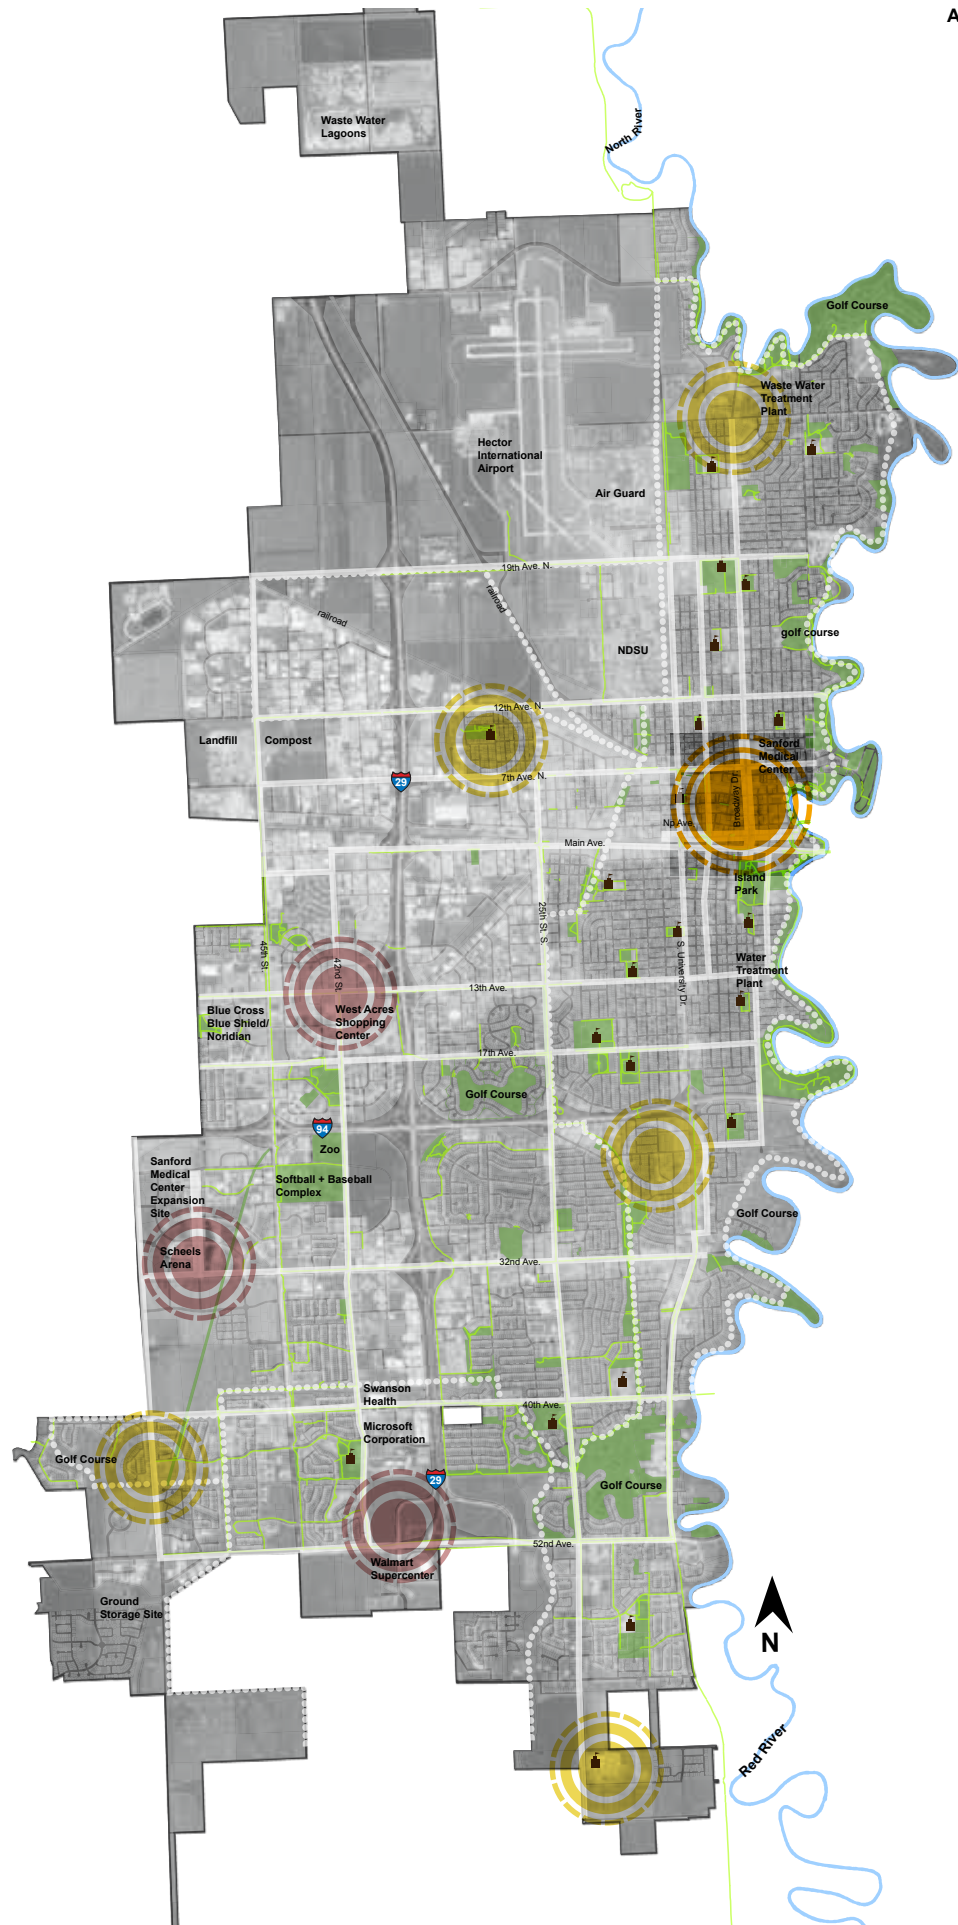 A
North River
Waste Water
Lagoons
Golf Course
Waste Water
Treatment
Plant
Hector
International
Airport
Air Guard
19th Ave. N.
railroad
railroad
golf course
NDSU
12th Ave. N.
Landfill
Compost
Sanford
Medical
Center
29
7th Ave. N.
Broadway Dr.
Np Ave.
Main Ave.
Island
Park
25th St. S.
45th St.
42nd St.
S. University Dr.
Water
Treatment
Plant
13th Ave.
Blue Cross
Blue Shield/
Noridian
West Acres
Shopping
Center
17th Ave.
Golf Course
94
Zoo
Sanford
Medical
Center
Expansion
Site
Softball + Baseball
Complex
Golf Course
Scheels
Arena
32nd Ave.
Swanson
Health
40th Ave.
Microsoft
Corporation
Golf Course
29
Golf Course
52nd Ave.
Walmart
Supercenter
Ground
Storage Site
N
Red River